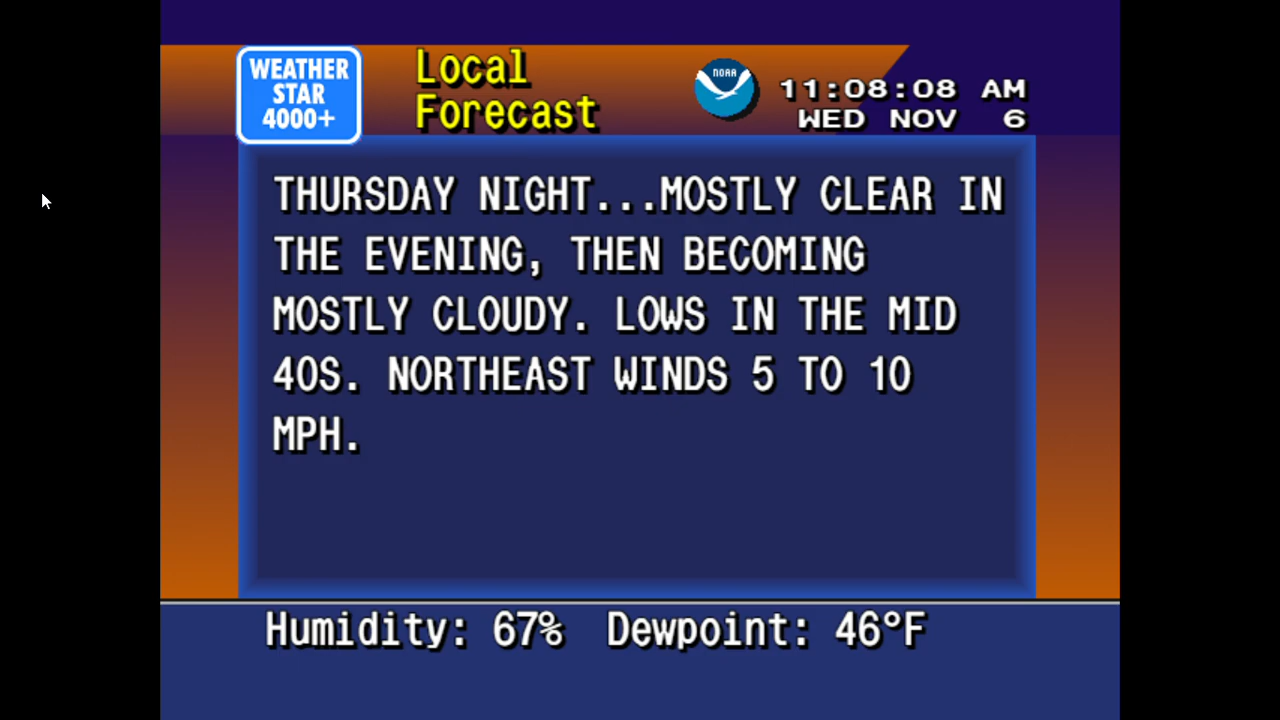 WEATHER
STAR
4000+
Local
Forecast
NOAA
11:08:08 AM
WED NOV 6
THURSDAY NIGHT...MOSTLY CLEAR IN
THE EVENING, THEN BECOMING
MOSTLY CLOUDY. LOWS IN THE MID
40S. NORTHEAST WINDS 5 TO 10
MPH.
Humidity: 67% Dewpoint: 46°F